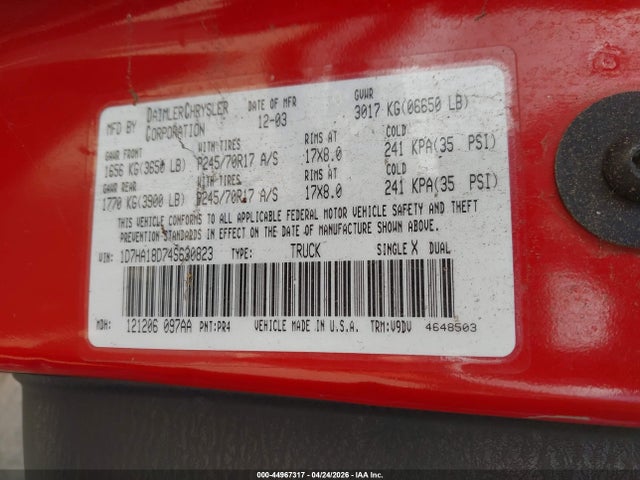 MFD BY DAIMLERCHRYSLER CORPORATION DATE OF MFR 12-03 GVWR 3017 KG(06650 LB)
GAWR FRONT WITH TIRES RIMS AT COLD
1656 KG(3650 LB) P245/70R17 A/S 17X8.0 241 KPA(35 PSI)
GAWR REAR WITH TIRES RIMS AT COLD
1770 KG(3900 LB) P245/70R17 A/S 17X8.0 241 KPA(35 PSI)
THIS VEHICLE CONFORMS TO ALL APPLICABLE FEDERAL MOTOR VEHICLE SAFETY AND THEFT
PREVENTION STANDARDS IN EFFECT ON THE DATE OF MANUFACTURE SHOWN ABOVE.
VIN: 1D7HA18D74S630823 TYPE: TRUCK SINGLE X DUAL
MDH: 121206 097AA PNT:PR4 VEHICLE MADE IN U.S.A. TRM:V9DV 4648503
000-44967317 - 04/24/2026 - IAA Inc.